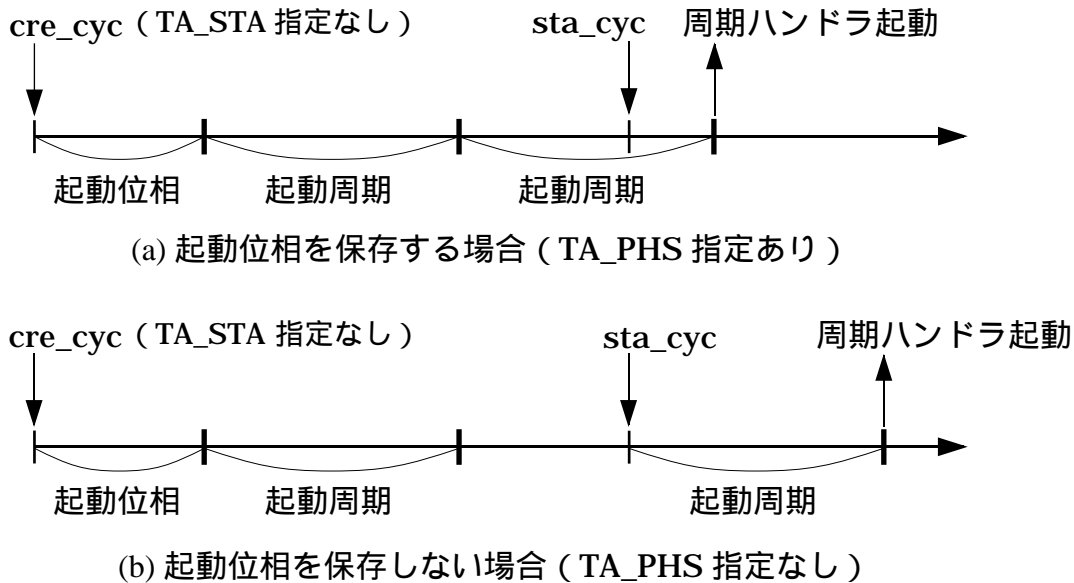 cre_cyc（TA_STA 指定なし） sta_cyc 周期ハンドラ起動
起動位相 起動周期 起動周期
(a) 起動位相を保存する場合（TA_PHS 指定あり）
cre_cyc（TA_STA 指定なし） sta_cyc 周期ハンドラ起動
起動位相 起動周期 起動周期
(b) 起動位相を保存しない場合（TA_PHS 指定なし）